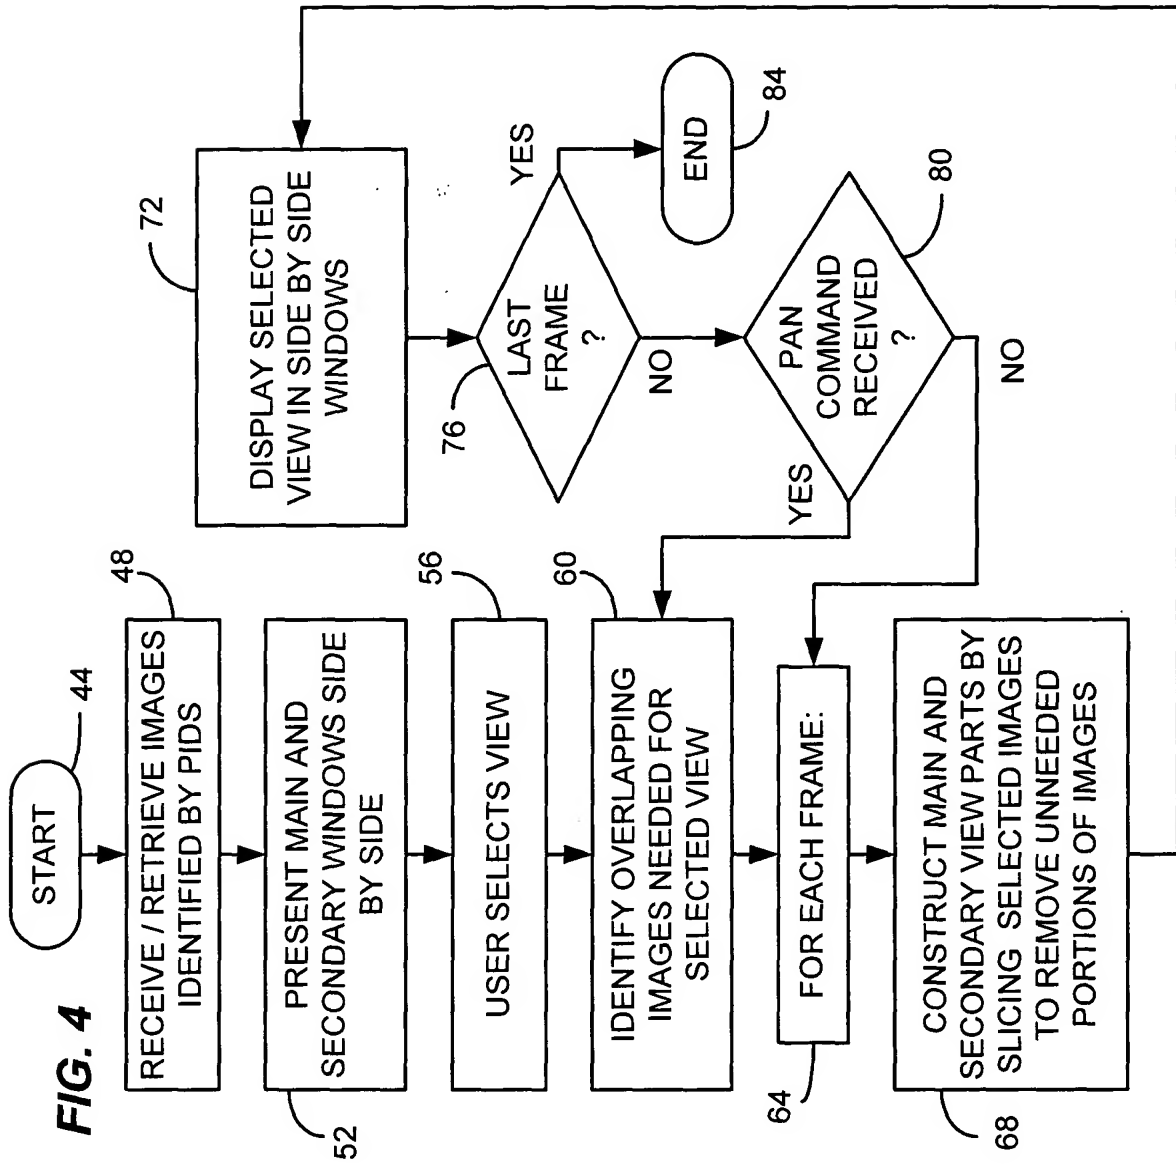 FIG. 4
START
44
RECEIVE / RETRIEVE IMAGES
IDENTIFIED BY PIDS
48
PRESENT MAIN AND
SECONDARY WINDOWS SIDE
BY SIDE
52
USER SELECTS VIEW
56
IDENTIFY OVERLAPPING
IMAGES NEEDED FOR
SELECTED VIEW
60
FOR EACH FRAME:
64
CONSTRUCT MAIN AND
SECONDARY VIEW PARTS BY
SLICING SELECTED IMAGES
TO REMOVE UNNEEDED
PORTIONS OF IMAGES
68
DISPLAY SELECTED
VIEW IN SIDE BY SIDE
WINDOWS
72
LAST
FRAME
?
76
YES
NO
END
84
PAN
COMMAND
RECEIVED
?
80
YES
NO